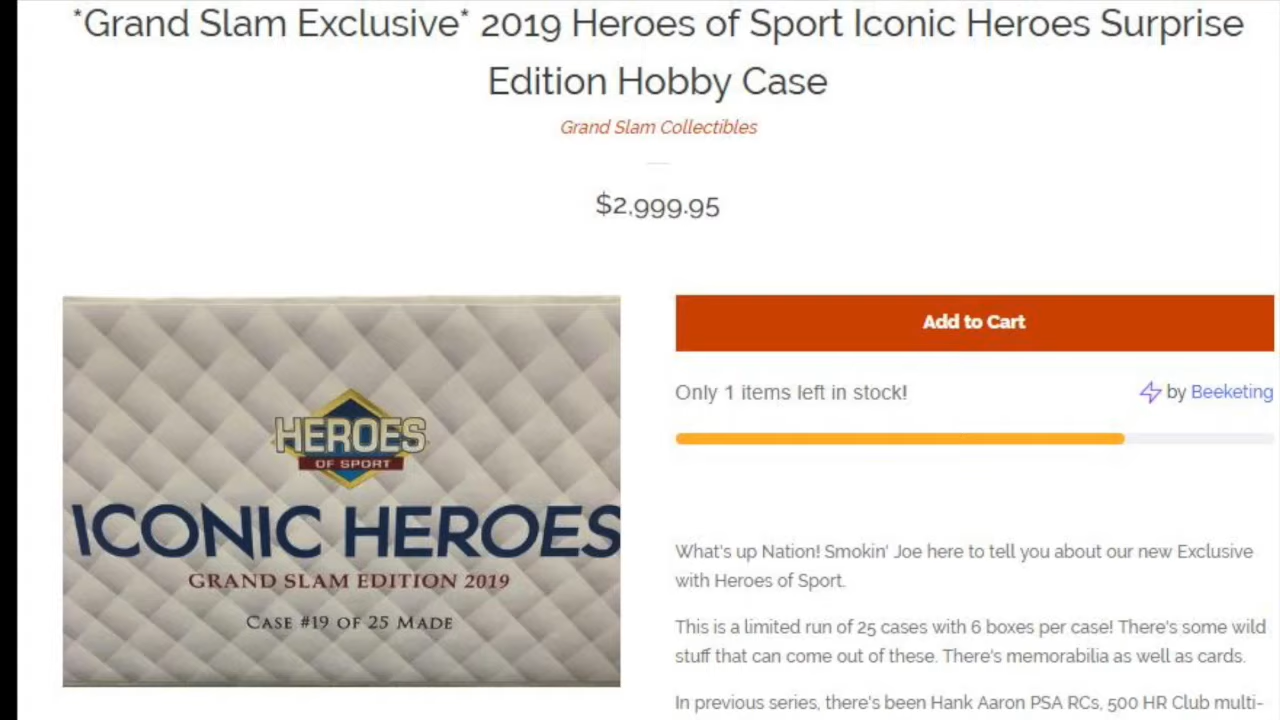 *Grand Slam Exclusive* 2019 Heroes of Sport Iconic Heroes Surprise
Edition Hobby Case
Grand Slam Collectibles
$2,999.95
HEROES
OF SPORT
ICONIC HEROES
GRAND SLAM EDITION 2019
CASE #19 OF 25 MADE
Add to Cart
Only 1 items left in stock!
by Beeketing
What's up Nation! Smokin' Joe here to tell you about our new Exclusive
with Heroes of Sport.
This is a limited run of 25 cases with 6 boxes per case! There's some wild
stuff that can come out of these. There's memorabilia as well as cards.
In previous series, there's been Hank Aaron PSA RCs, 500 HR Club multi-